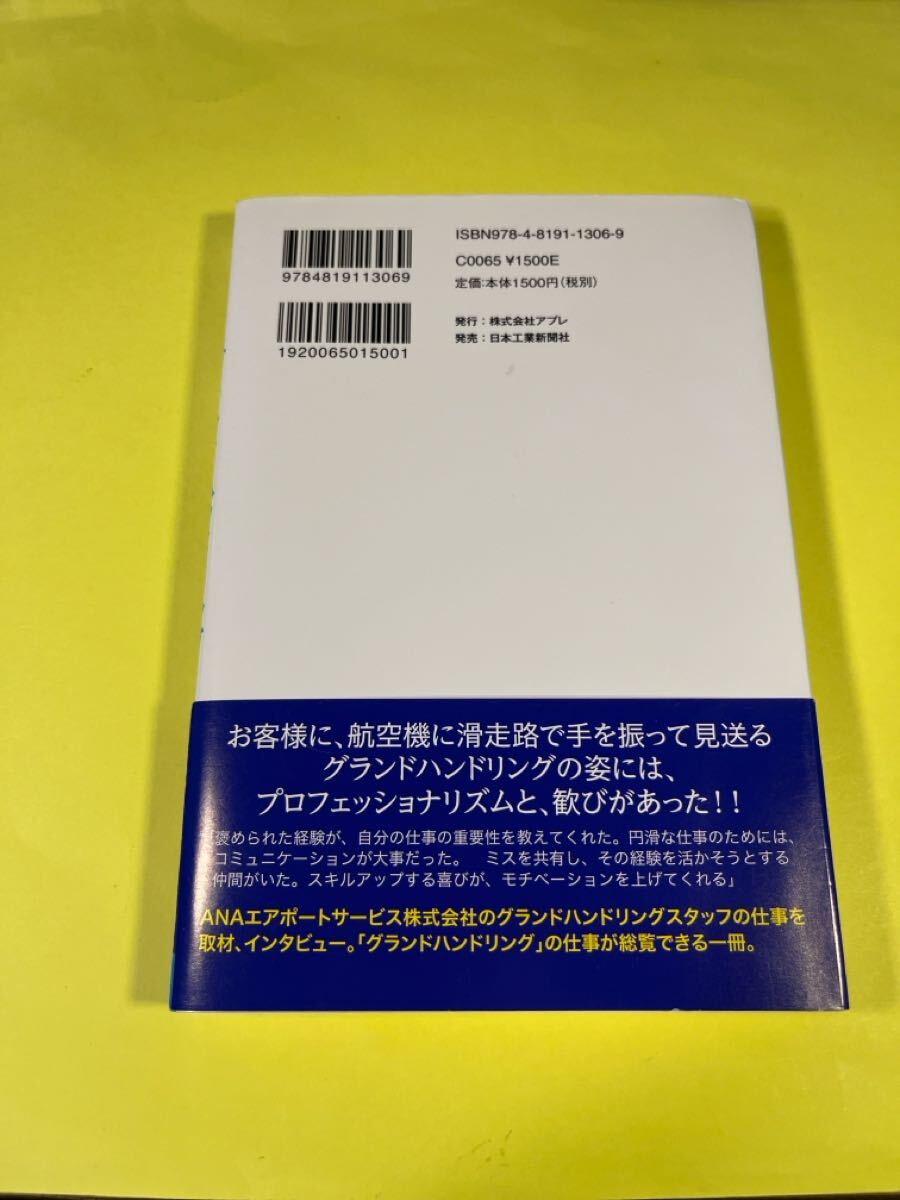 9784819113069
1920065015001
ISBN978-4-8191-1306-9
C0065 ¥1500E
定価:本体1500円(税別)
発行:株式会社アプレ
発売:日本工業新聞社
お客様に、航空機に滑走路で手を振って見送る
グランドハンドリングの姿には、
プロフェッショナリズムと、歓びがあった!!
「褒められた経験が、自分の仕事の重要性を教えてくれた。円滑な仕事のためには、
コミュニケーションが大事だった。 ミスを共有し、その経験を活かそうとする
仲間がいた。スキルアップする喜びが、モチベーションを上げてくれる」
ANAエアポートサービス株式会社のグランドハンドリングスタッフの仕事を
取材、インタビュー。「グランドハンドリング」の仕事が総覧できる一冊。